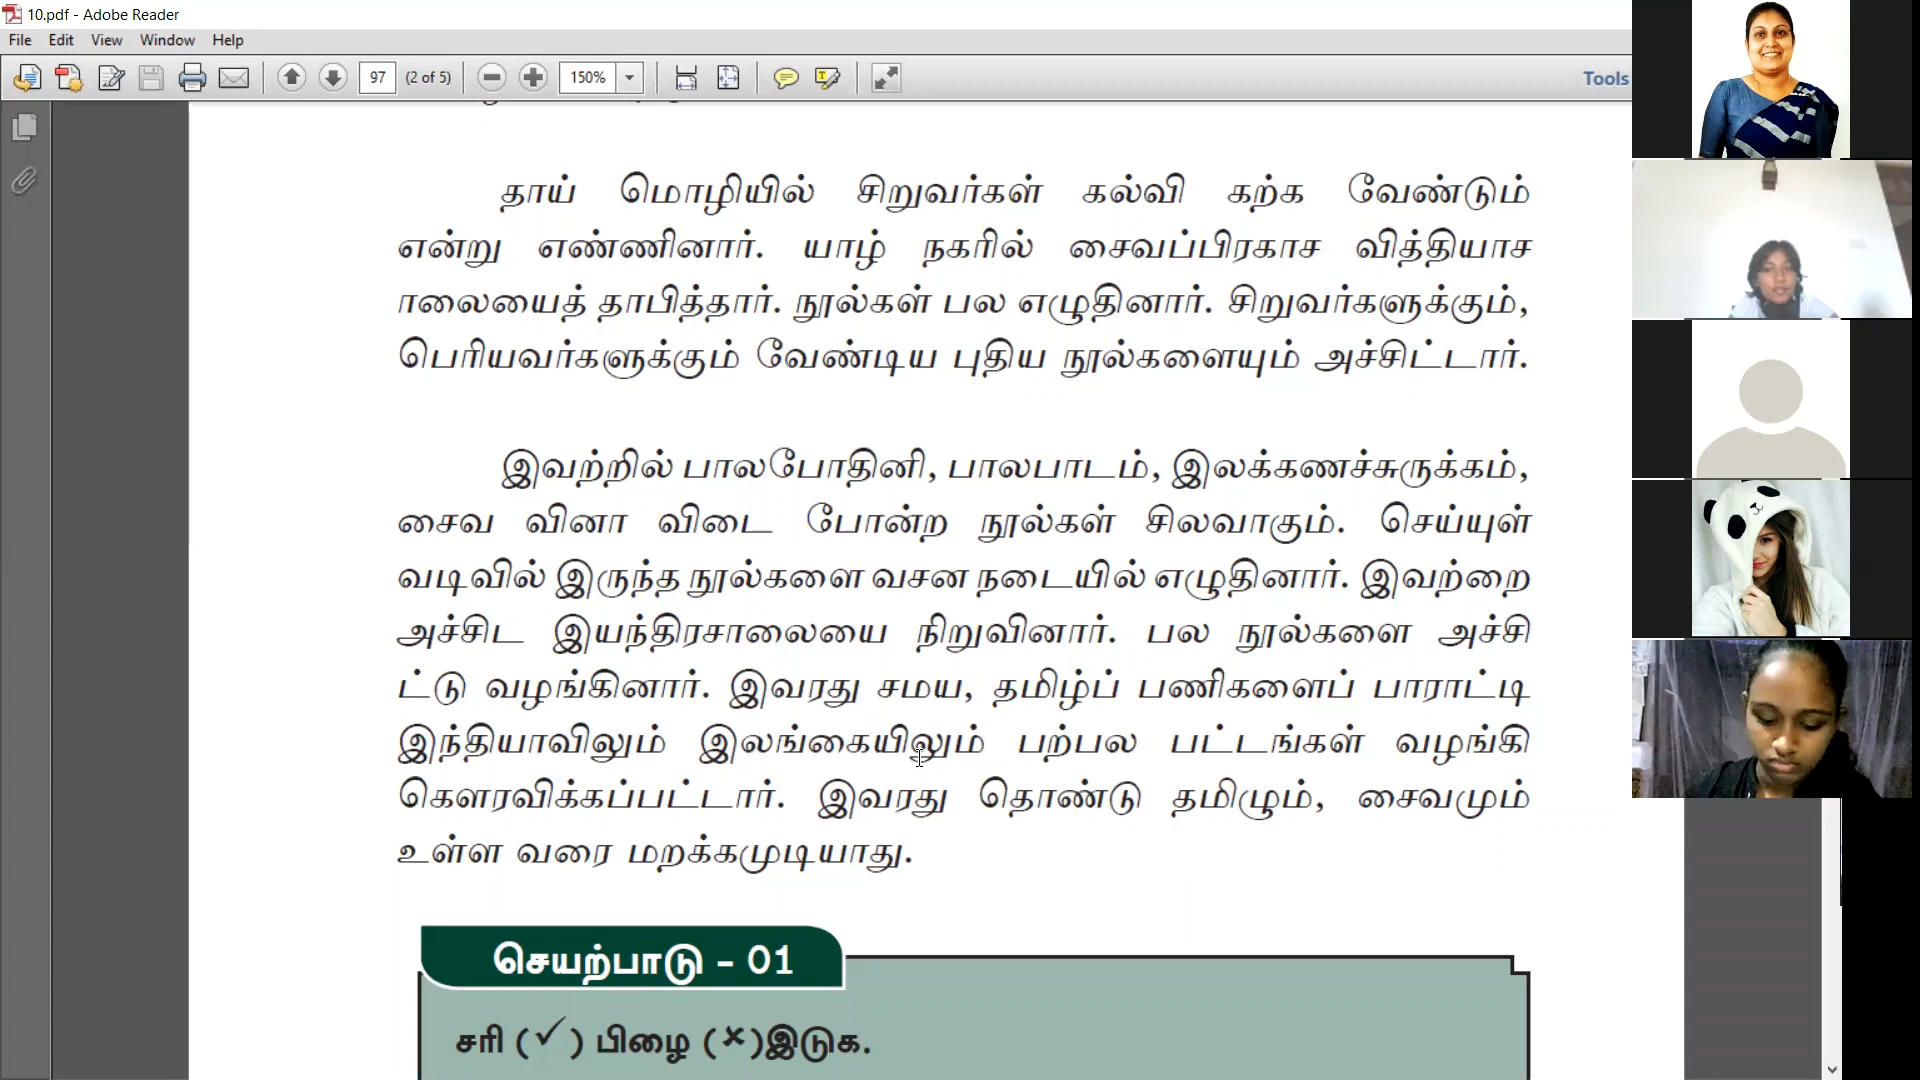 10.pdf - Adobe Reader
File Edit View Window Help
97 (2 of 5) 150% Tools
தாய் மொழியில் சிறுவர்கள் கல்வி கற்க வேண்டும்
என்று எண்ணினார். யாழ் நகரில் சைவப்பிரகாச வித்தியாச
ாலையைத் தாபித்தார். நூல்கள் பல எழுதினார். சிறுவர்களுக்கும்,
பெரியவர்களுக்கும் வேண்டிய புதிய நூல்களையும் அச்சிட்டார்.
இவற்றில் பாலபோதினி, பாலபாடம், இலக்கணச்சுருக்கம்,
சைவ வினா விடை போன்ற நூல்கள் சிலவாகும். செய்யுள்
வடிவில் இருந்த நூல்களை வசன நடையில் எழுதினார். இவற்றை
அச்சிட இயந்திரசாலையை நிறுவினார். பல நூல்களை அச்சி
ட்டு வழங்கினார். இவரது சமய, தமிழ்ப் பணிகளைப் பாராட்டி
இந்தியாவிலும் இலங்கையிலும் பற்பல பட்டங்கள் வழங்கி
கௌரவிக்கப்பட்டார். இவரது தொண்டு தமிழும், சைவமும்
உள்ள வரை மறக்கமுடியாது.
செயற்பாடு - 01
சரி (✓) பிழை (✗)இடுக.